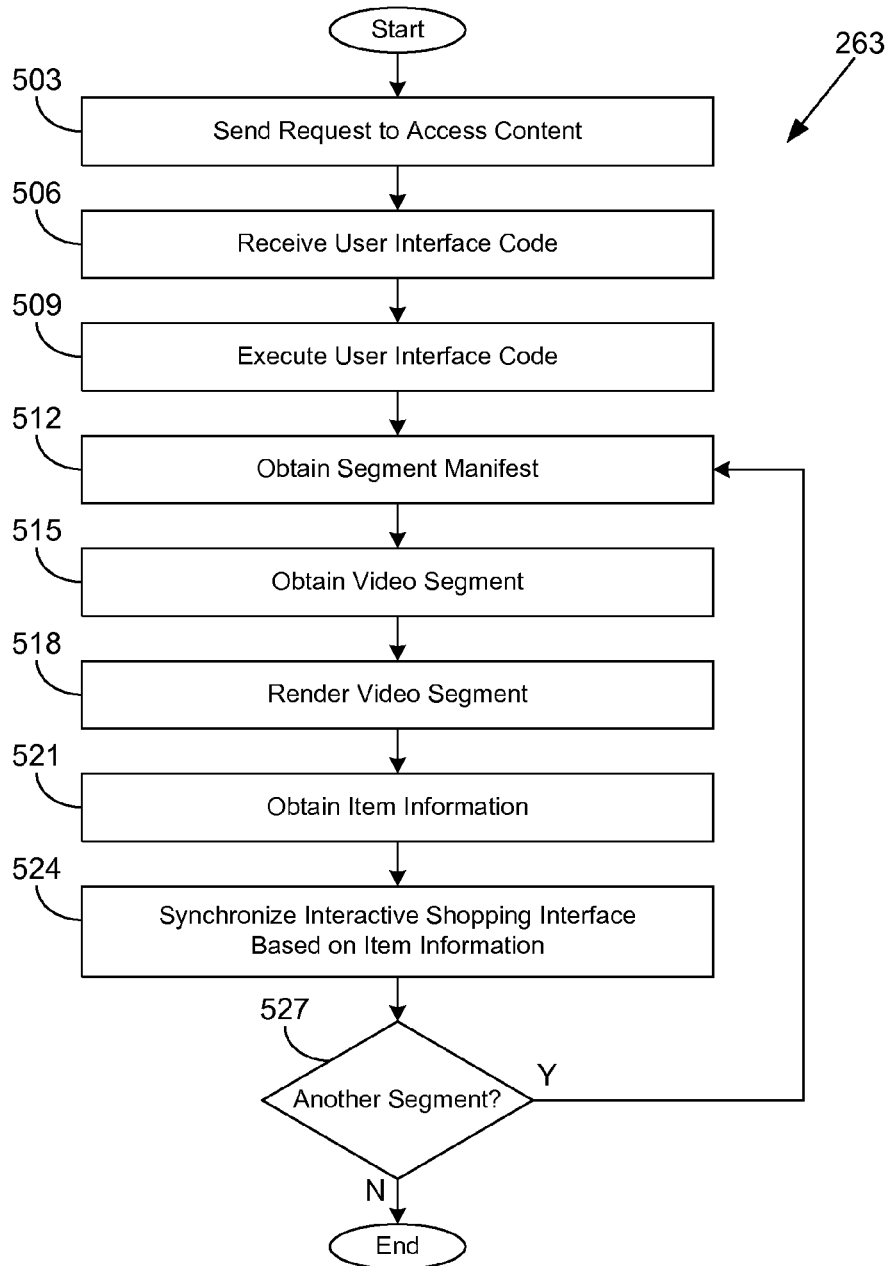 Start
263
503
Send Request to Access Content
506
Receive User Interface Code
509
Execute User Interface Code
512
Obtain Segment Manifest
515
Obtain Video Segment
518
Render Video Segment
521
Obtain Item Information
524
Synchronize Interactive Shopping Interface
Based on Item Information
527
Another Segment?
Y
N
End